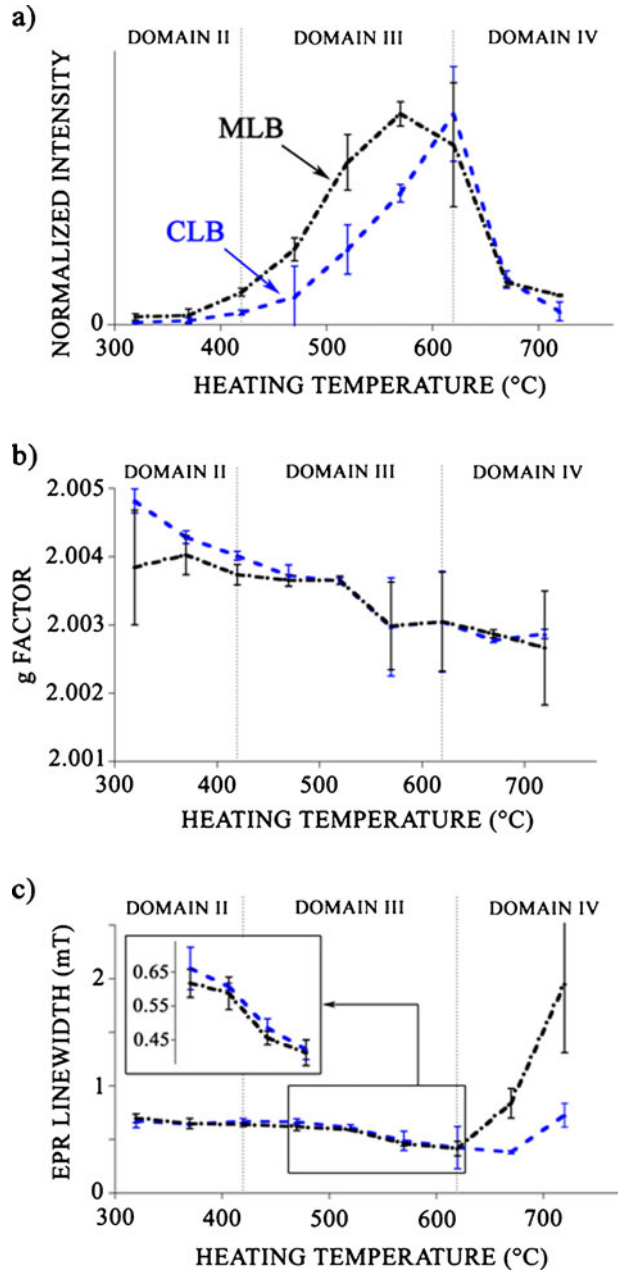 a)
DOMAIN II DOMAIN III DOMAIN IV
NORMALIZED INTENSITY
MLB
CLB
0
300 400 500 600 700
HEATING TEMPERATURE (°C)
b)
DOMAIN II DOMAIN III DOMAIN IV
g FACTOR
2.005
2.004
2.003
2.002
2.001
300 400 500 600 700
HEATING TEMPERATURE (°C)
c)
DOMAIN II DOMAIN III DOMAIN IV
EPR LINEWIDTH (mT)
2
1
0
0.65
0.55
0.45
300 400 500 600 700
HEATING TEMPERATURE (°C)